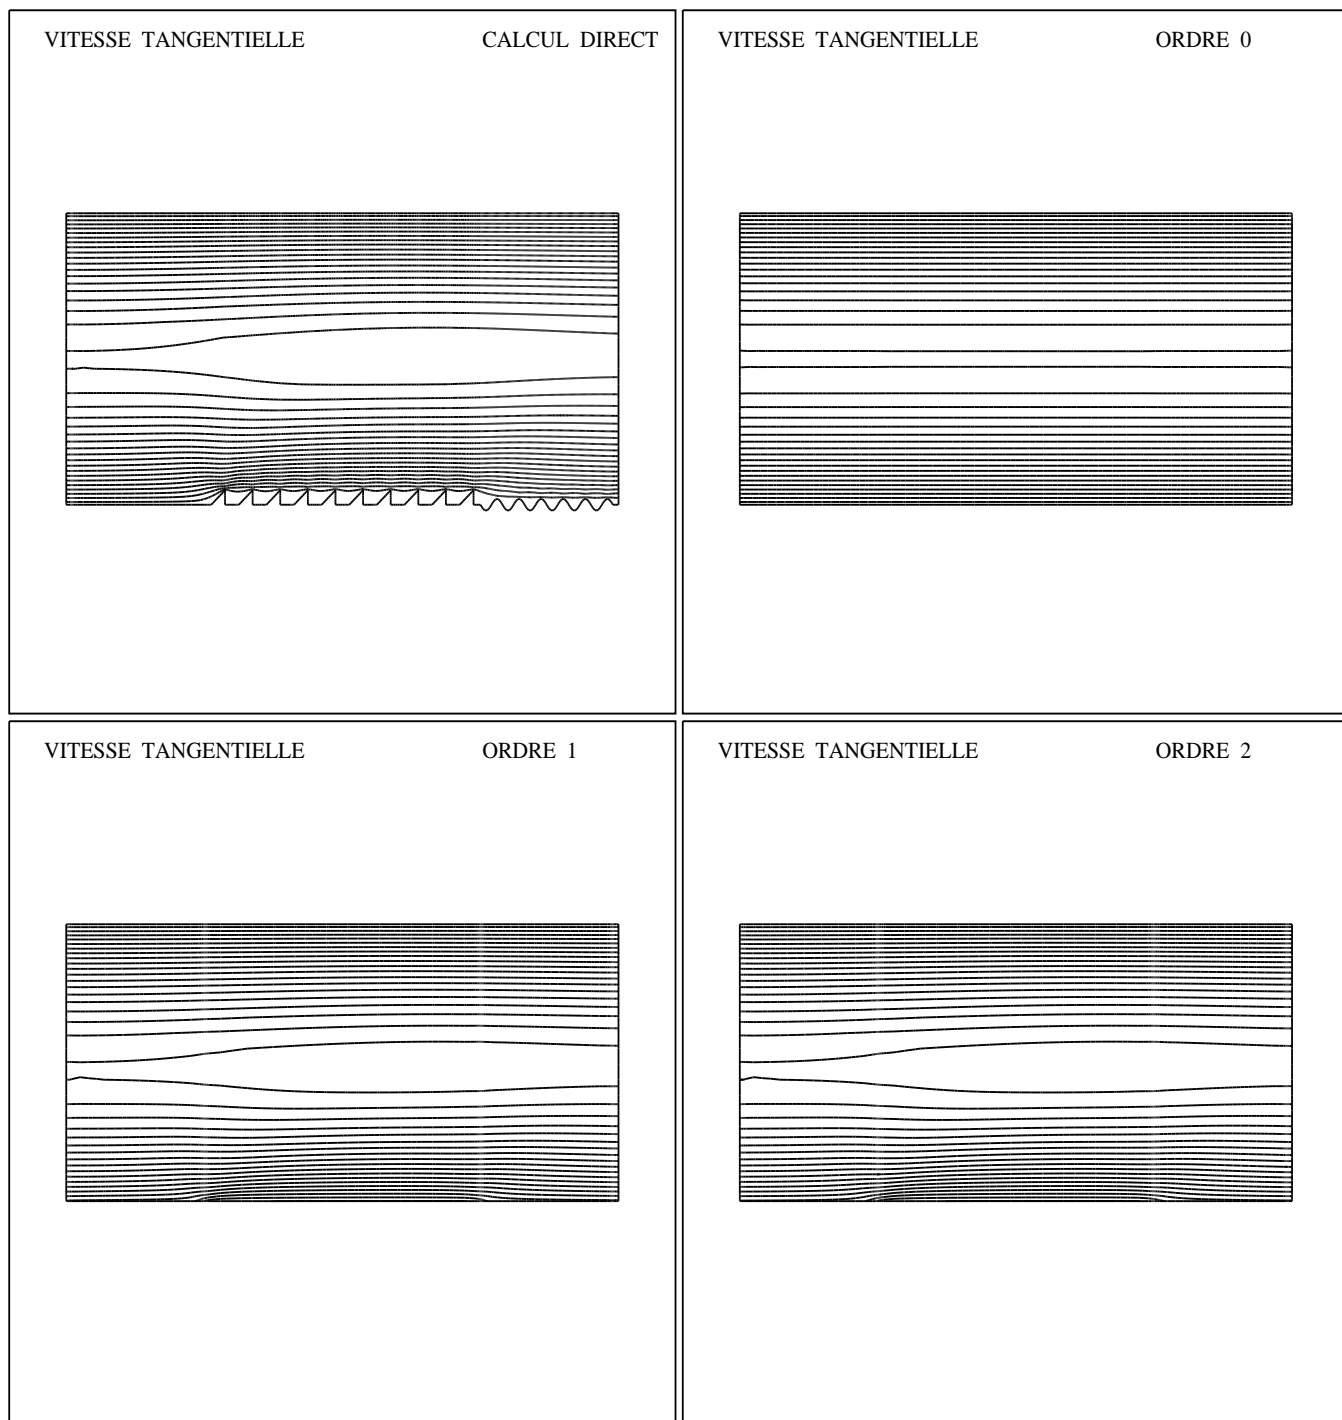 VITESSE TANGENTIELLE CALCUL DIRECT
VITESSE TANGENTIELLE ORDRE 0
VITESSE TANGENTIELLE ORDRE 1
VITESSE TANGENTIELLE ORDRE 2